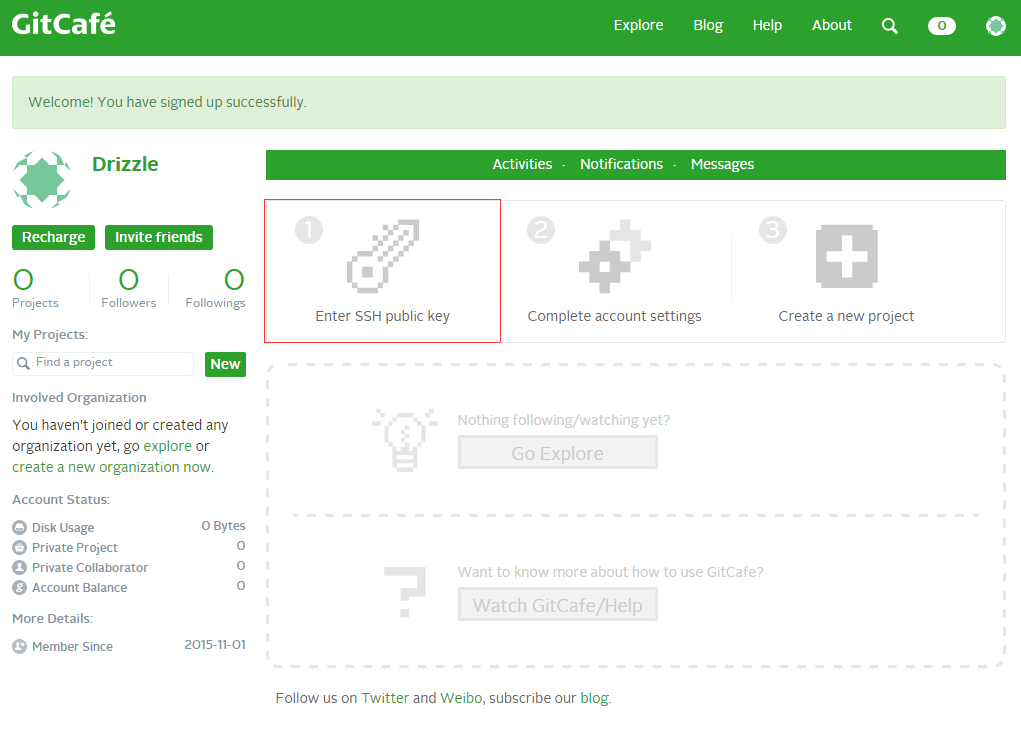 GitCafé
Explore Blog Help About 0
Welcome! You have signed up successfully.
Drizzle
Recharge Invite friends
0 0 0
Projects Followers Followings
My Projects:
Find a project New
Involved Organization
You haven't joined or created any
organization yet, go explore or
create a new organization now.
Account Status:
Disk Usage 0 Bytes
Private Project 0
Private Collaborator 0
Account Balance 0
More Details:
Member Since 2015-11-01
Activities · Notifications · Messages
1 2 3
Enter SSH public key Complete account settings Create a new project
Nothing following/watching yet?
Go Explore
?
Want to know more about how to use GitCafe?
Watch GitCafe/Help
Follow us on Twitter and Weibo, subscribe our blog.